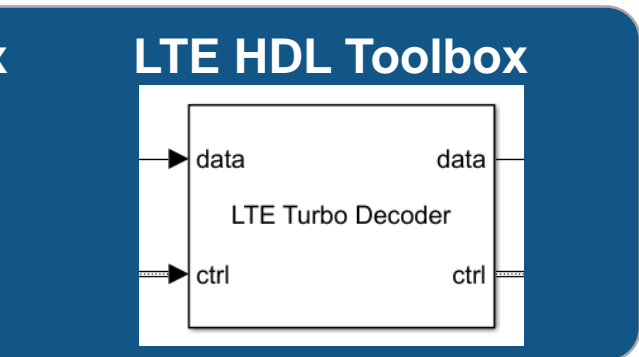 x LTE HDL Toolbox
data data
LTE Turbo Decoder
ctrl ctrl